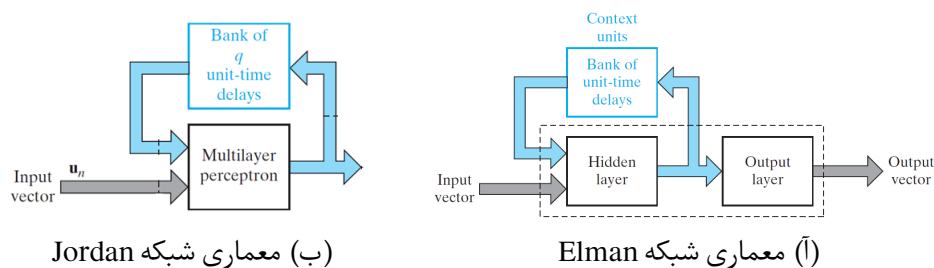 Bank of
q
unit-time
delays
Multilayer
perceptron
Input
vector
uₙ
(ب) معماری شبکه Jordan
Context
units
Bank of
unit-time
delays
Hidden
layer
Output
layer
Input
vector
Output
vector
(آ) معماری شبکه Elman